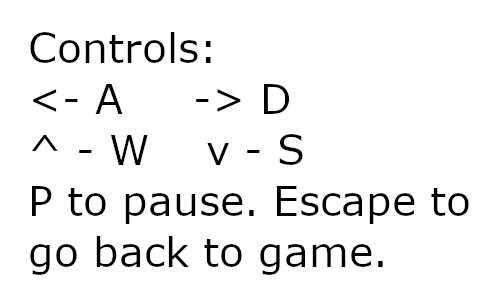 Controls:
<- A -> D
^ - W v - S
P to pause. Escape to
go back to game.